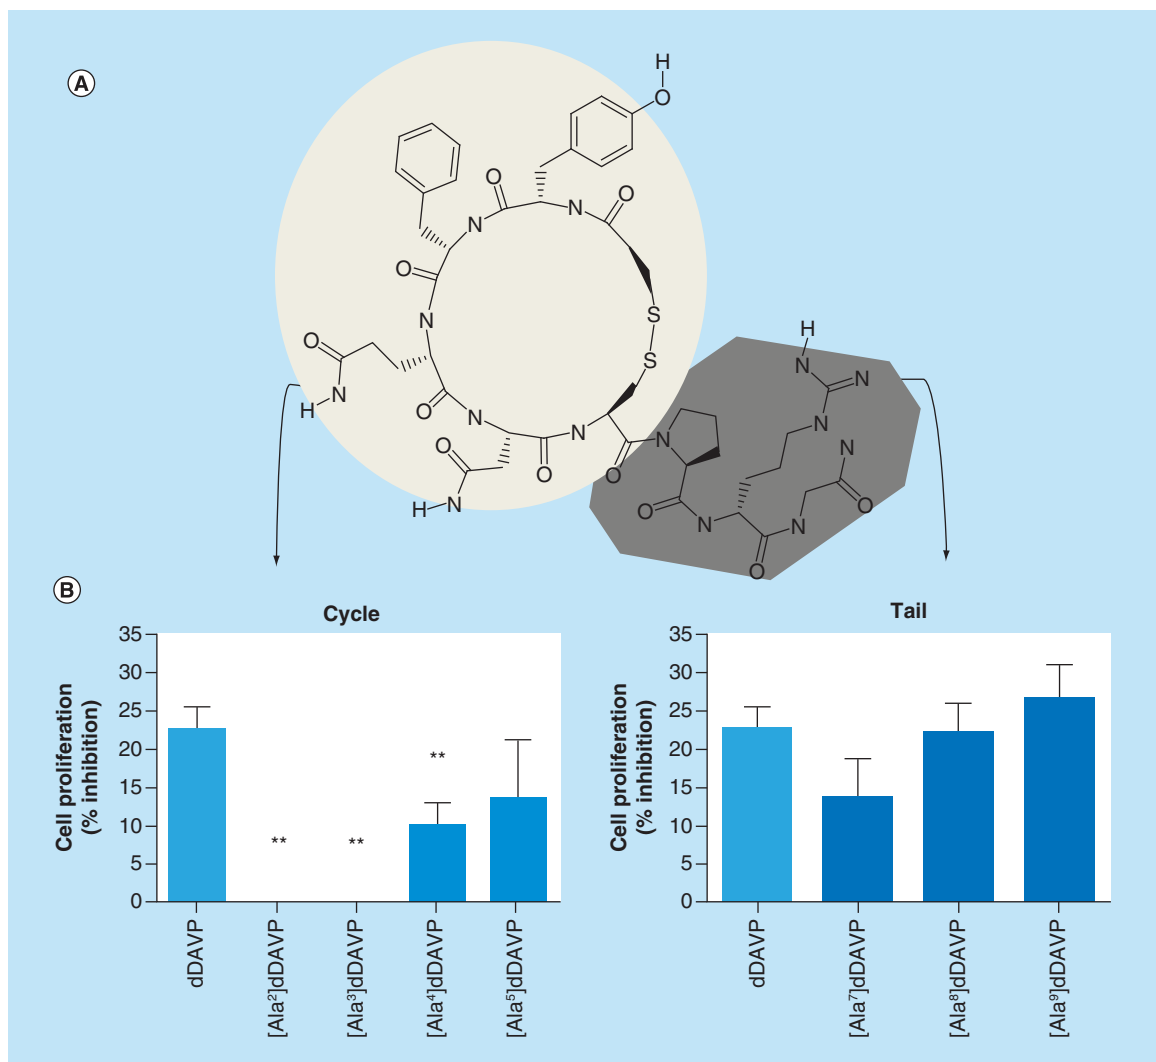 A
H
O
O
O
N
N
O
O
N
S
S
O
N
H
N
O
N
N
O
O
N
H
O
N
O
H
N
N
N
N
O
O
N
N
O
B
Cycle
Tail
Cell proliferation
(% inhibition)
35
30
25
20
15
10
5
0
**
**
**
dDAVP
[Ala²]dDAVP
[Ala³]dDAVP
[Ala⁴]dDAVP
[Ala⁵]dDAVP
Cell proliferation
(% inhibition)
35
30
25
20
15
10
5
0
dDAVP
[Ala⁷]dDAVP
[Ala⁸]dDAVP
[Ala⁹]dDAVP